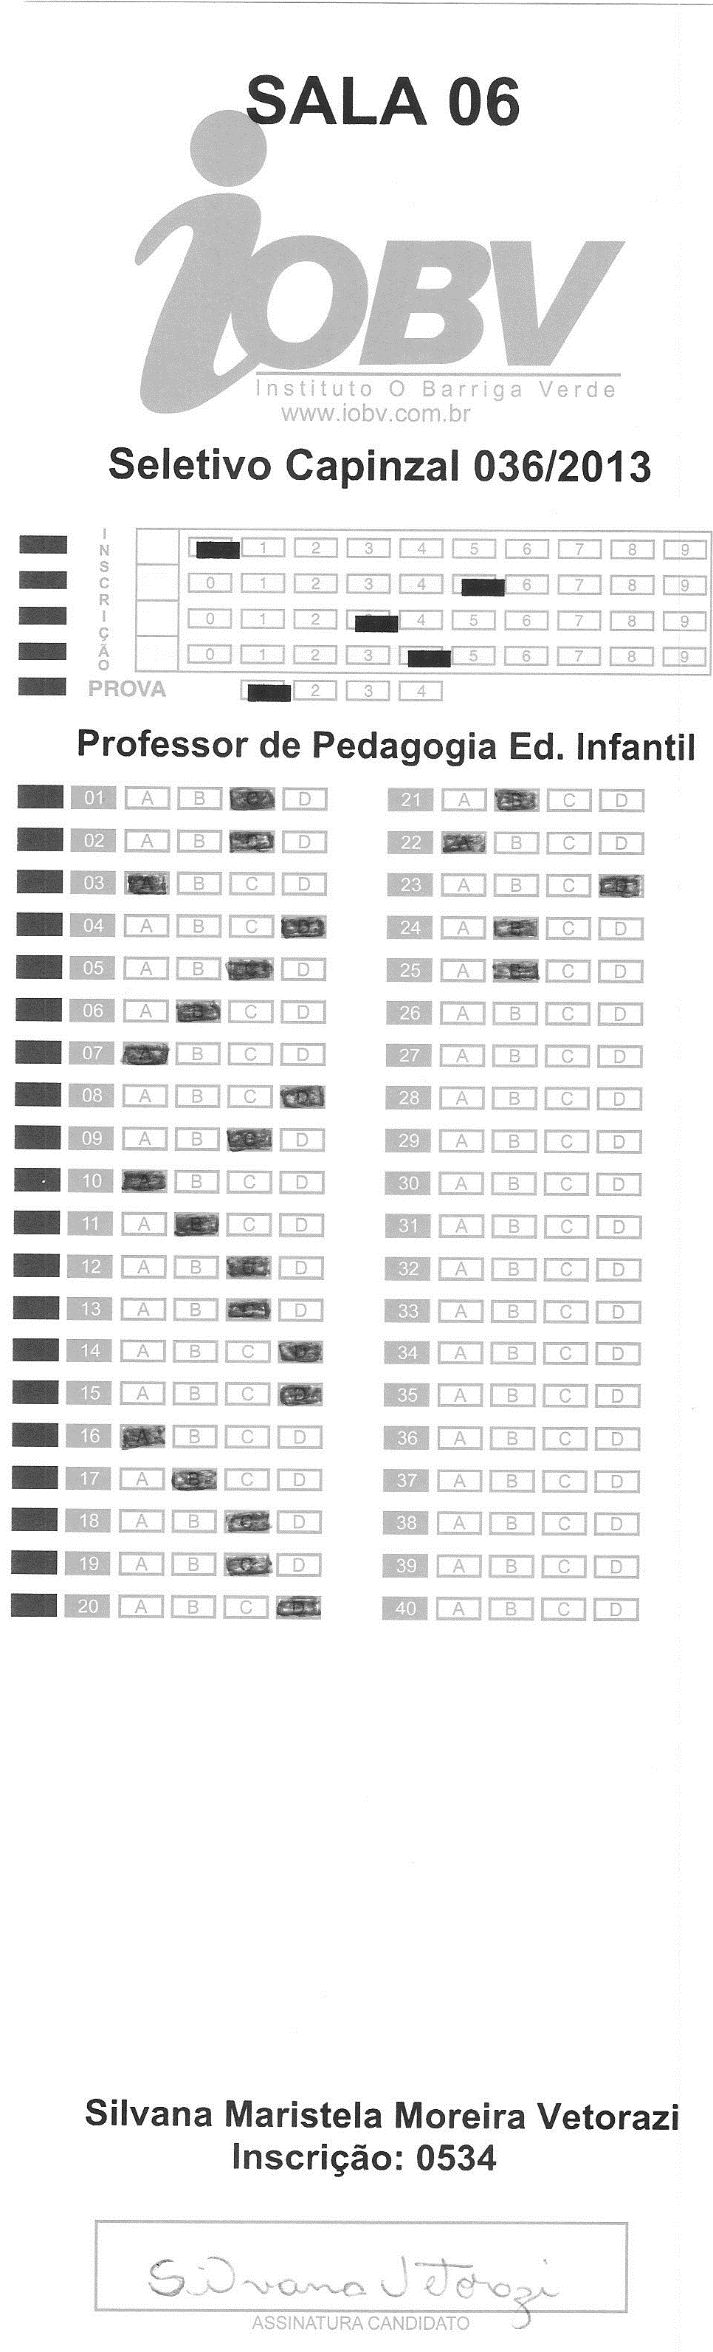 SALA 06
iOBV
Instituto O Barriga Verde
www.iobv.com.br
Seletivo Capinzal 036/2013
INSCRIÇÃO
1 2 3 4 5 6 7 8 9
0 1 2 3 4 6 7 8 9
0 1 2 4 5 6 7 8 9
0 1 2 3 5 6 7 8 9
PROVA 2 3 4
Professor de Pedagogia Ed. Infantil
01 A B C D 21 A B C D
02 A B D 22 A B C D
03 A B C D 23 A B C D
04 A B C D 24 A B C D
05 A B C D 25 A B C D
06 A B C D 26 A B C D
07 A B C D 27 A B C D
08 A B C D 28 A B C D
09 A B C D 29 A B C D
10 A B C D 30 A B C D
11 A B C D 31 A B C D
12 A B C D 32 A B C D
13 A B C D 33 A B C D
14 A B C D 34 A B C D
15 A B C D 35 A B C D
16 A B C D 36 A B C D
17 A B C D 37 A B C D
18 A B C D 38 A B C D
19 A B C D 39 A B C D
20 A B C D 40 A B C D
Silvana Maristela Moreira Vetorazi
Inscrição: 0534
Silvana Vetorazi
ASSINATURA CANDIDATO